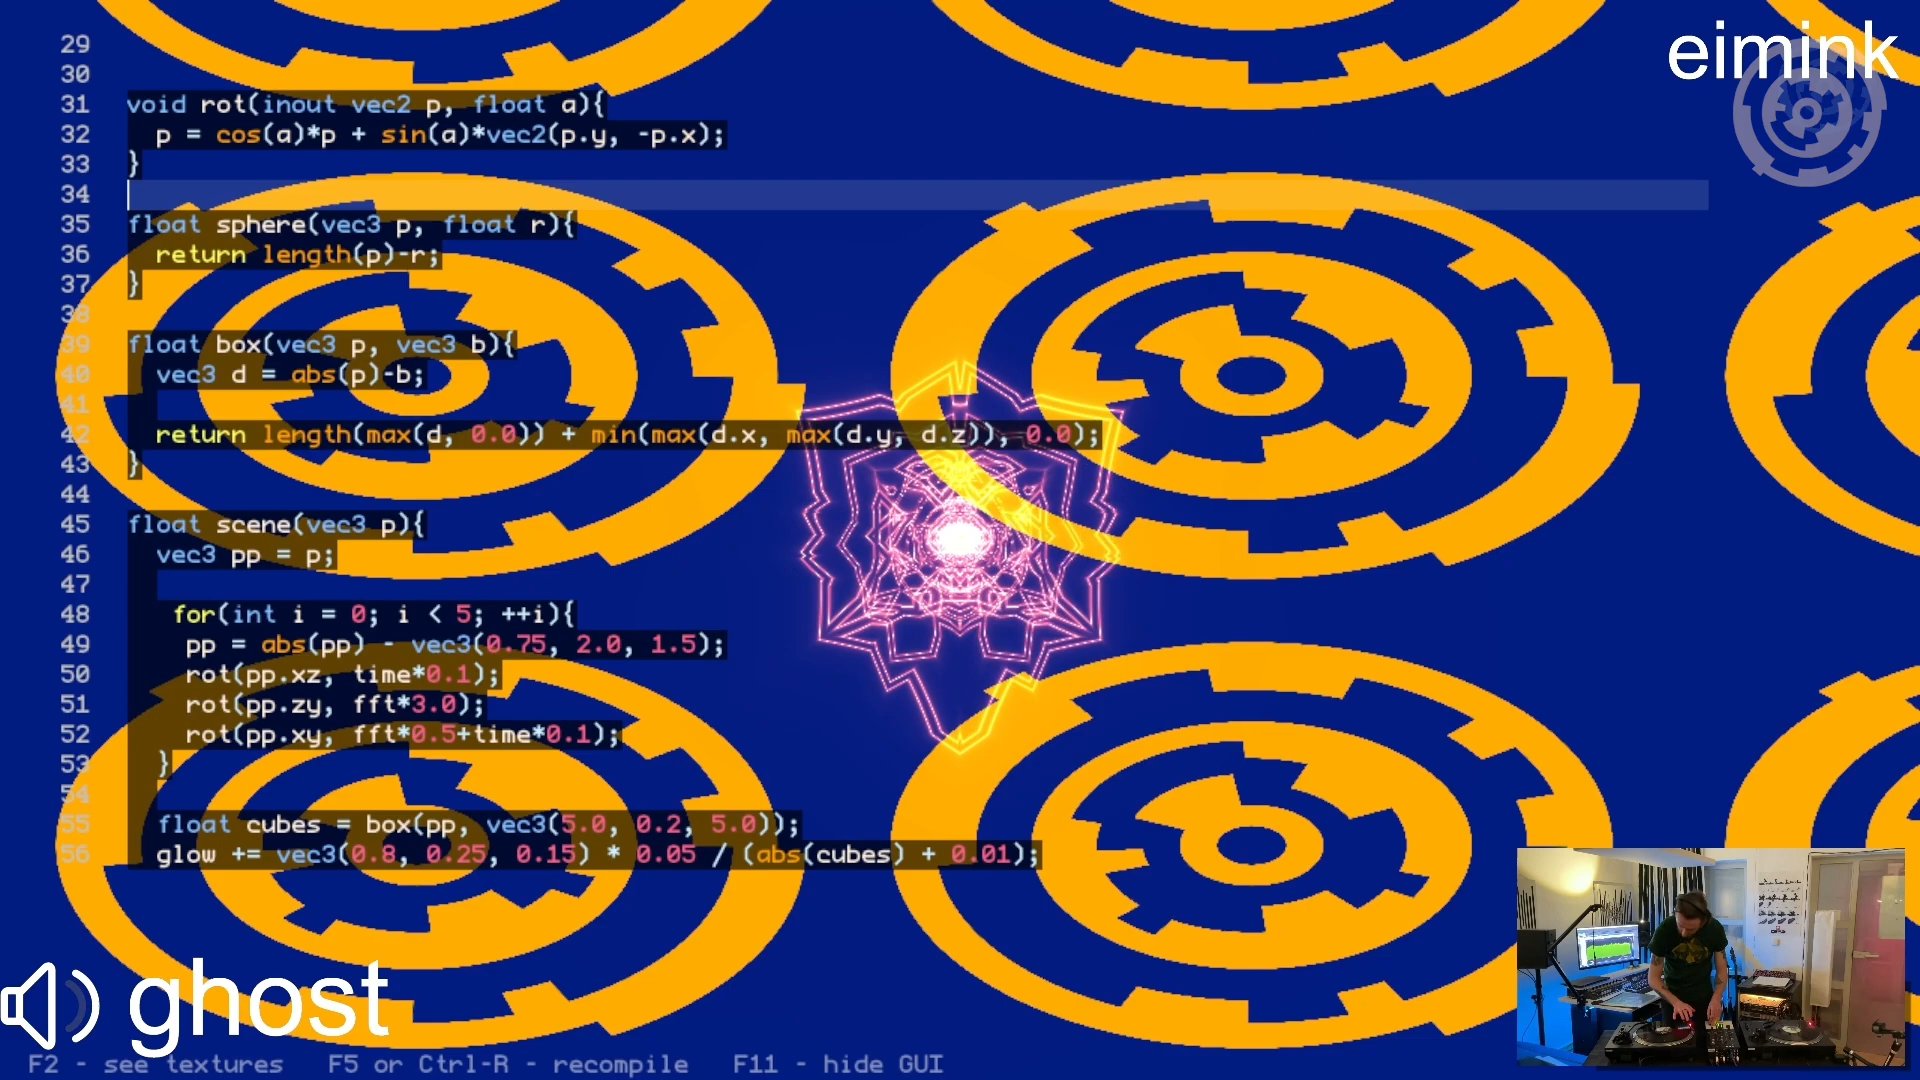 eimink
29
30
31 void rot(inout vec2 p, float a){
32 p = cos(a)*p + sin(a)*vec2(p.y, -p.x);
33 }
34
35 float sphere(vec3 p, float r){
36 return length(p)-r;
37 }
38
39 float box(vec3 p, vec3 b){
40 vec3 d = abs(p)-b;
41
42 return length(max(d, 0.0)) + min(max(d.x, max(d.y, d.z)), 0.0);
43 }
44
45 float scene(vec3 p){
46 vec3 pp = p;
47
48 for(int i = 0; i < 5; ++i){
49 pp = abs(pp) - vec3(0.75, 2.0, 1.5);
50 rot(pp.xz, time*0.1);
51 rot(pp.zy, fft*3.0);
52 rot(pp.xy, fft*0.5+time*0.1);
53 }
54
55 float cubes = box(pp, vec3(5.0, 0.2, 5.0));
56 glow += vec3(0.8, 0.25, 0.15) * 0.05 / (abs(cubes) + 0.01);
ghost
F2 - see textures F5 or Ctrl-R - recompile F11 - hide GUI